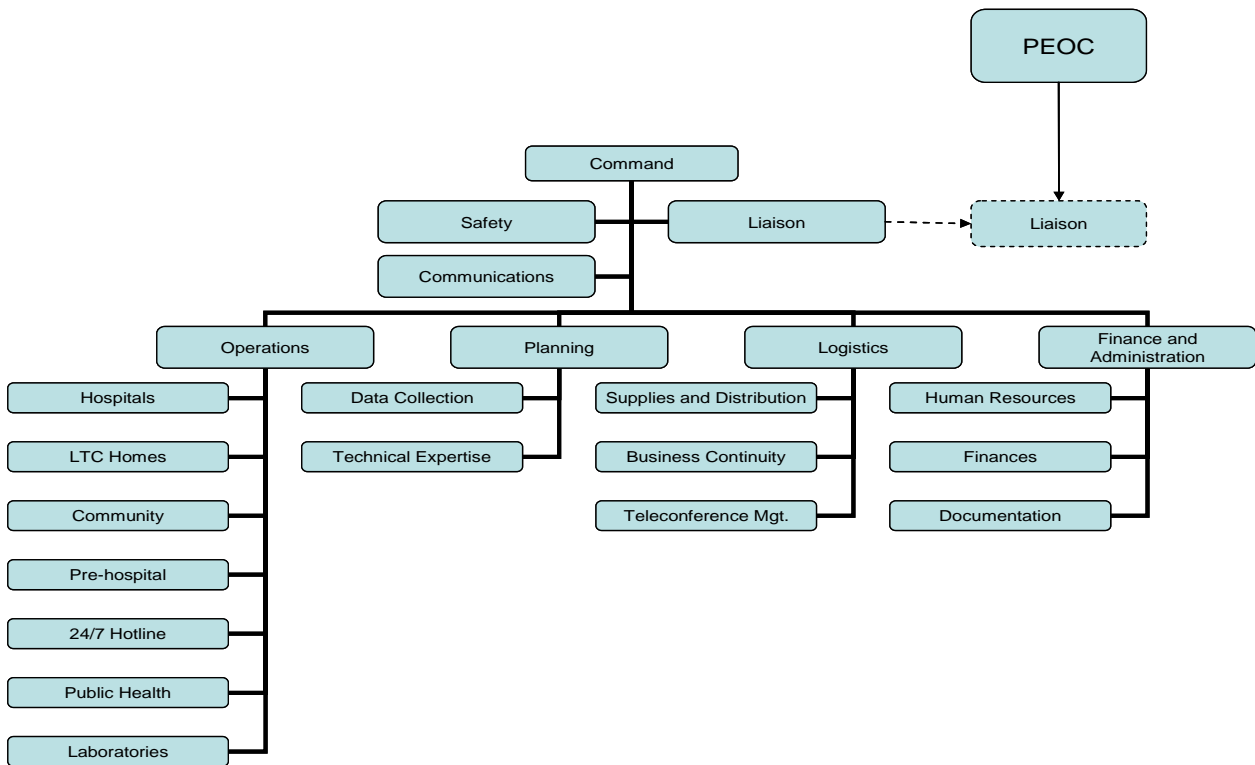 PEOC
Command
Safety
Liaison
Liaison
Communications
Operations
Planning
Logistics
Finance and
Administration
Hospitals
Data Collection
Supplies and Distribution
Human Resources
LTC Homes
Technical Expertise
Business Continuity
Finances
Community
Teleconference Mgt.
Documentation
Pre-hospital
24/7 Hotline
Public Health
Laboratories